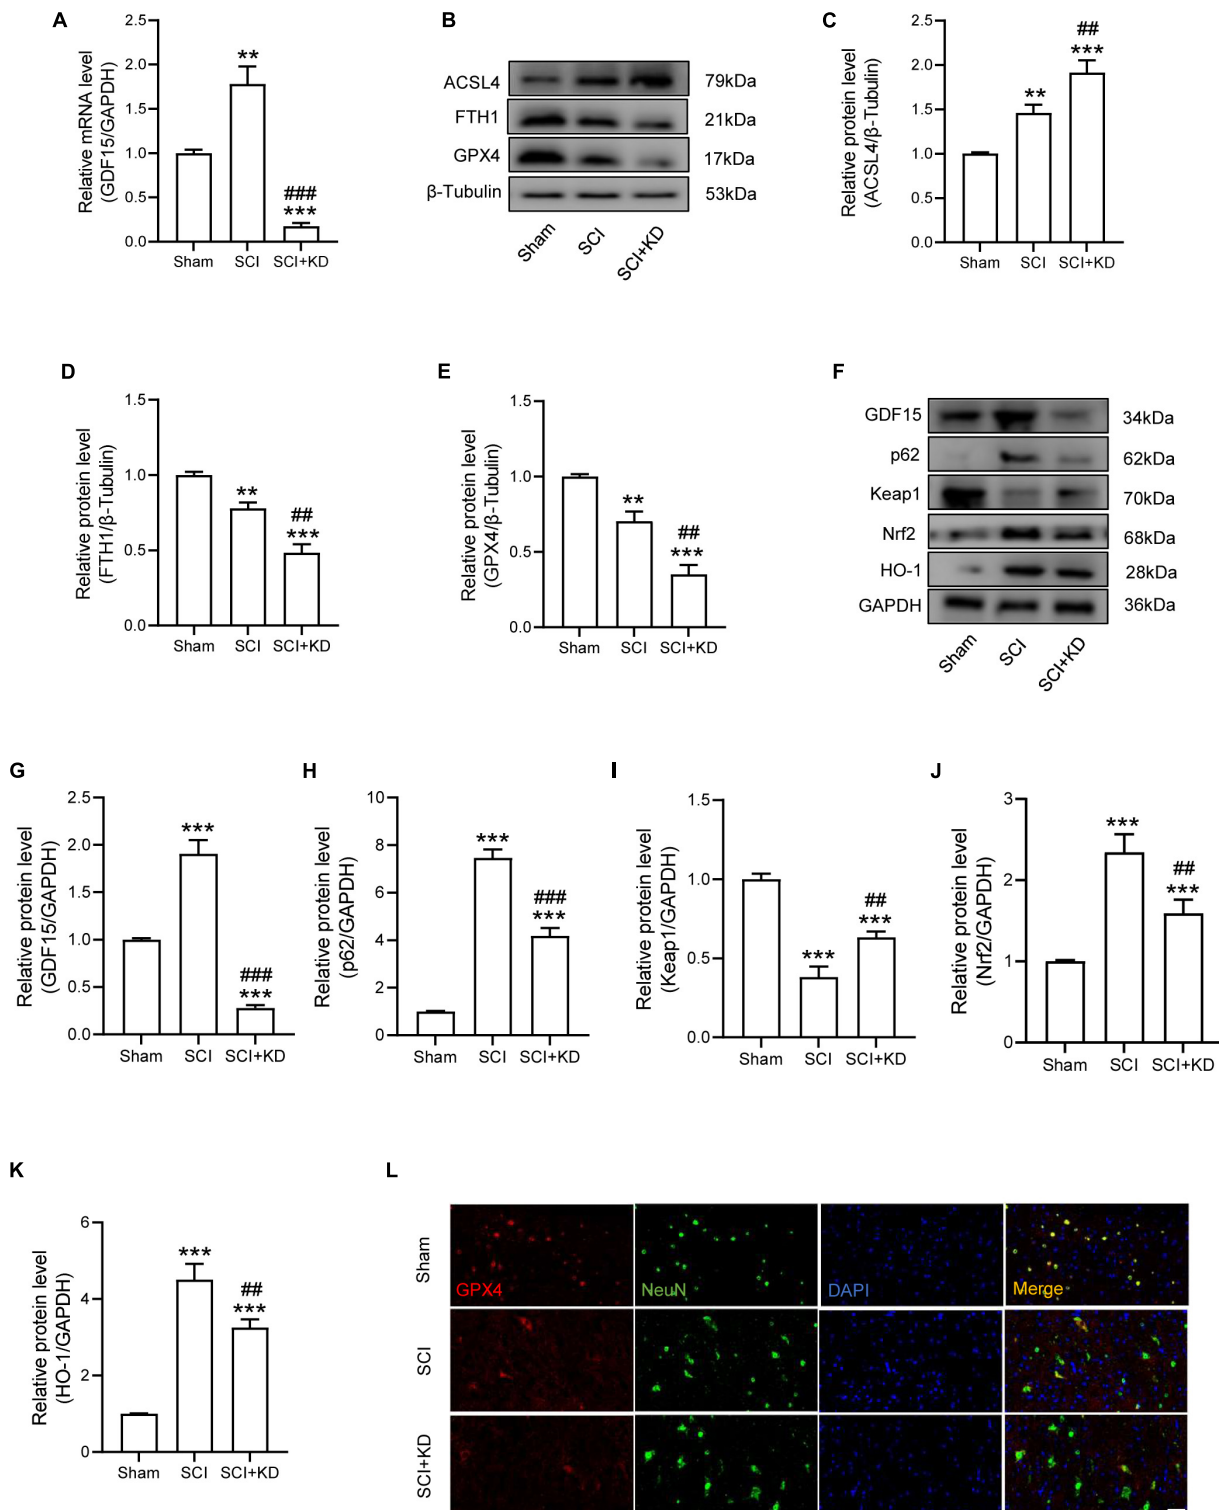 A
Relative mRNA level
(GDF15/GAPDH)
2.5
2.0
1.5
1.0
0.5
0.0
**
###
***
Sham
SCI
SCI+KD
B
ACSL4
79kDa
FTH1
21kDa
GPX4
17kDa
β-Tubulin
53kDa
Sham
SCI
SCI+KD
C
Relative protein level
(ACSL4/β-Tubulin)
2.5
2.0
1.5
1.0
0.5
0.0
**
##
***
Sham
SCI
SCI+KD
D
Relative protein level
(FTH1/β-Tubulin)
1.5
1.0
0.5
0.0
**
##
***
Sham
SCI
SCI+KD
E
Relative protein level
(GPX4/β-Tubulin)
1.5
1.0
0.5
0.0
**
##
***
Sham
SCI
SCI+KD
F
GDF15
34kDa
p62
62kDa
Keap1
70kDa
Nrf2
68kDa
HO-1
28kDa
GAPDH
36kDa
Sham
SCI
SCI+KD
G
Relative protein level
(GDF15/GAPDH)
2.5
2.0
1.5
1.0
0.5
0.0
***
###
***
Sham
SCI
SCI+KD
H
Relative protein level
(p62/GAPDH)
10
8
6
4
2
0
***
###
***
Sham
SCI
SCI+KD
I
Relative protein level
(Keap1/GAPDH)
1.5
1.0
0.5
0.0
***
##
***
Sham
SCI
SCI+KD
J
Relative protein level
(Nrf2/GAPDH)
3
2
1
0
***
##
***
Sham
SCI
SCI+KD
K
Relative protein level
(HO-1/GAPDH)
6
4
2
0
***
##
***
Sham
SCI
SCI+KD
L
Sham
GPX4
NeuN
DAPI
Merge
SCI
SCI+KD